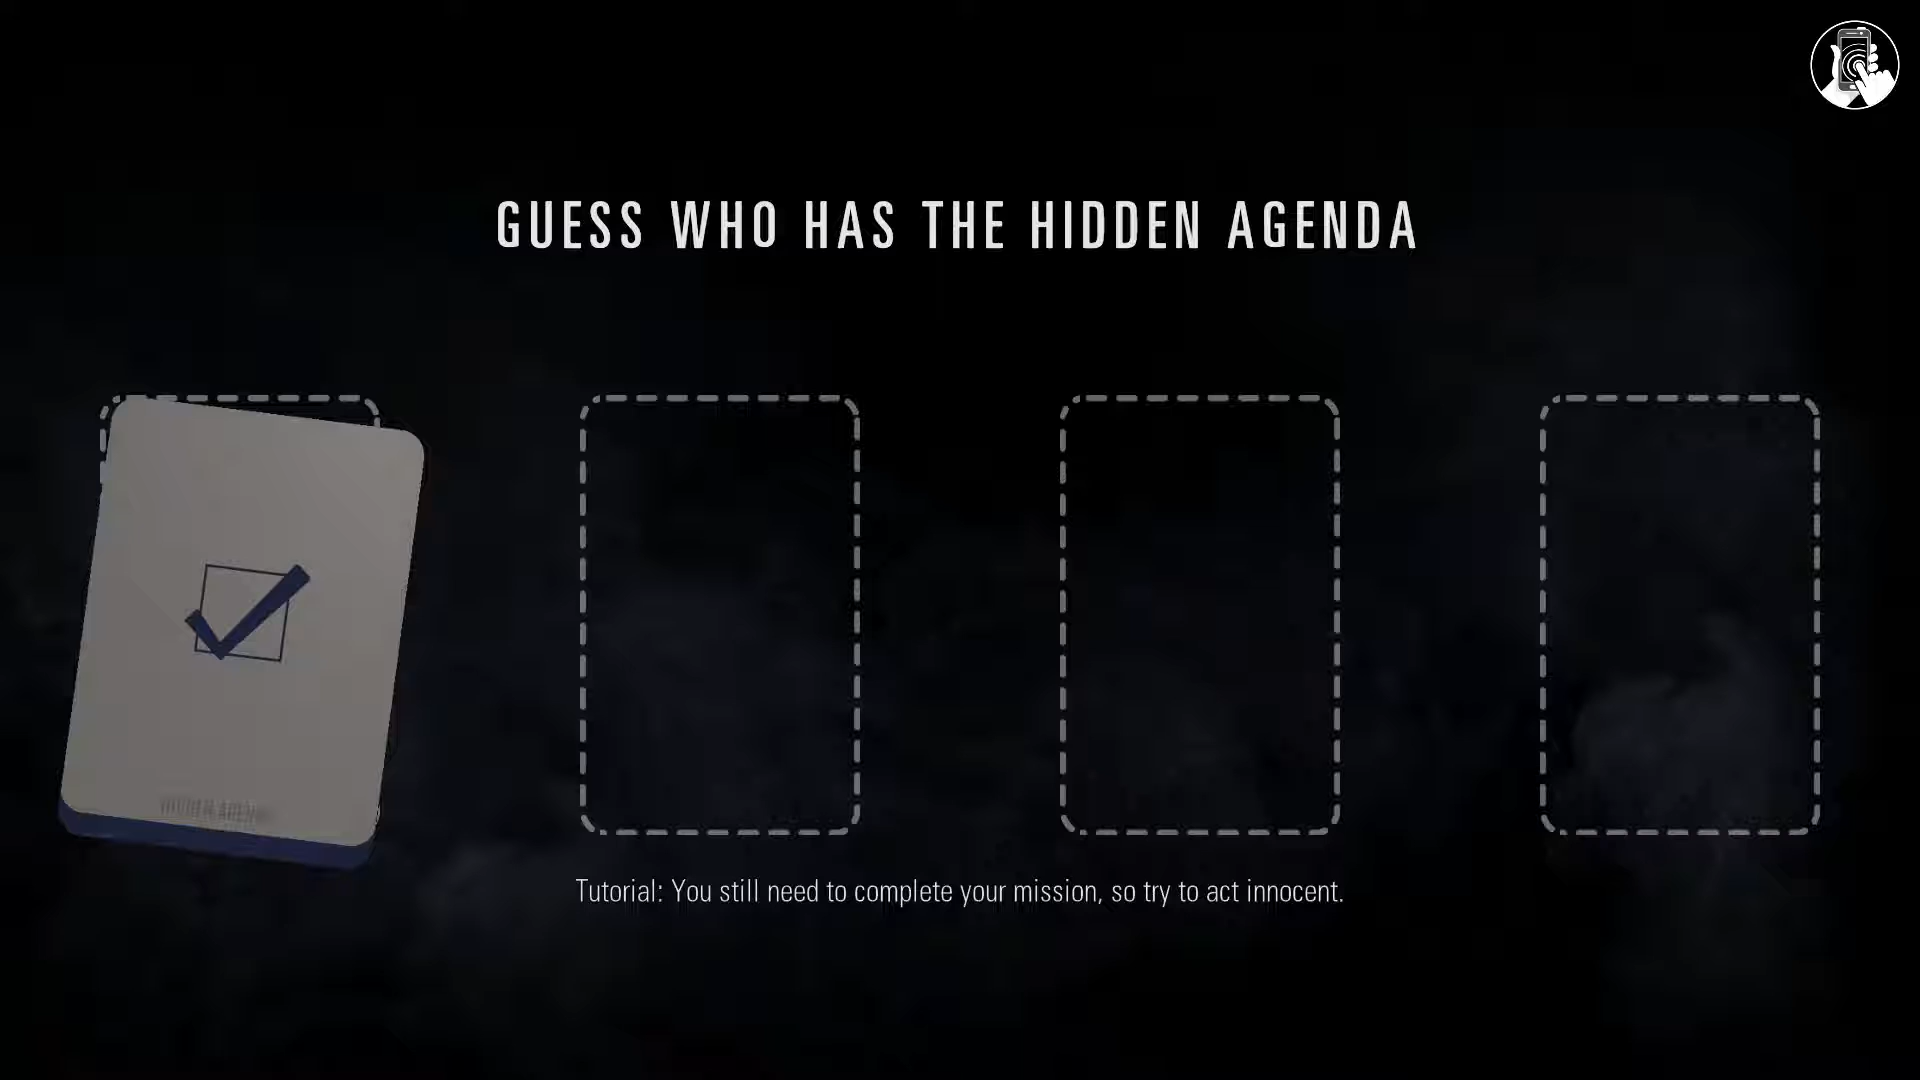 GUESS WHO HAS THE HIDDEN AGENDA
Tutorial: You still need to complete your mission, so try to act innocent.